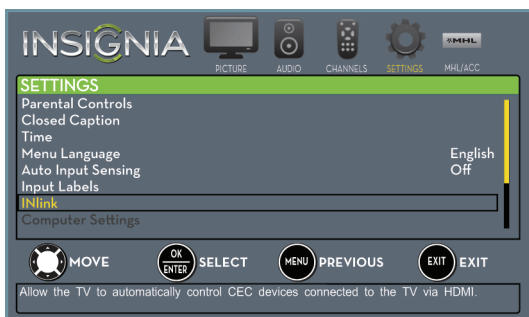 INSIGNIA
PICTURE AUDIO CHANNELS SETTINGS MHL MHL/ACC
SETTINGS
Parental Controls
Closed Caption
Time
Menu Language English
Auto Input Sensing Off
Input Labels
INlink
Computer Settings
MOVE OK ENTER SELECT MENU PREVIOUS EXIT EXIT
Allow the TV to automatically control CEC devices connected to the TV via HDMI.